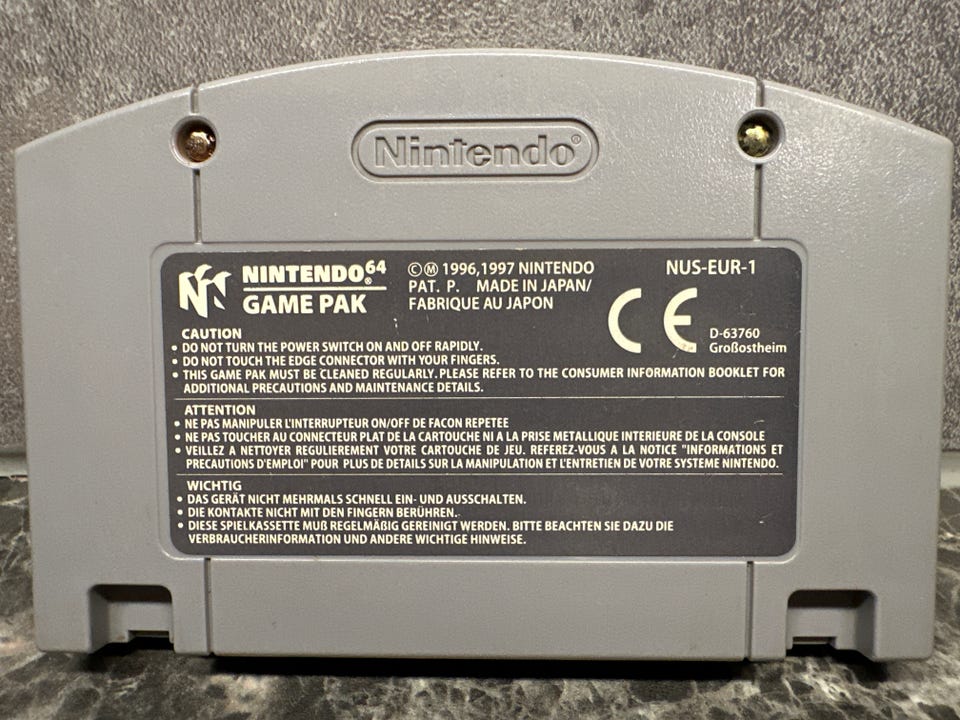 Nintendo®
NINTENDO64®
GAME PAK
©Ⓜ 1996,1997 NINTENDO
PAT. P. MADE IN JAPAN/
FABRIQUE AU JAPON
NUS-EUR-1
CE
D-63760
Großostheim
CAUTION
• DO NOT TURN THE POWER SWITCH ON AND OFF RAPIDLY.
• DO NOT TOUCH THE EDGE CONNECTOR WITH YOUR FINGERS.
• THIS GAME PAK MUST BE CLEANED REGULARLY. PLEASE REFER TO THE CONSUMER INFORMATION BOOKLET FOR
ADDITIONAL PRECAUTIONS AND MAINTENANCE DETAILS.
ATTENTION
• NE PAS MANIPULER L'INTERRUPTEUR ON/OFF DE FACON REPETEE
• NE PAS TOUCHER AU CONNECTEUR PLAT DE LA CARTOUCHE NI A LA PRISE METALLIQUE INTERIEURE DE LA CONSOLE
• VEILLEZ A NETTOYER REGULIEREMENT VOTRE CARTOUCHE DE JEU. REFEREZ-VOUS A LA NOTICE "INFORMATIONS ET
PRECAUTIONS D'EMPLOI" POUR PLUS DE DETAILS SUR LA MANIPULATION ET L'ENTRETIEN DE VOTRE SYSTEME NINTENDO.
WICHTIG
• DAS GERÄT NICHT MEHRMALS SCHNELL EIN- UND AUSSCHALTEN.
• DIE KONTAKTE NICHT MIT DEN FINGERN BERÜHREN.
• DIESE SPIELKASSETTE MUß REGELMÄßIG GEREINIGT WERDEN. BITTE BEACHTEN SIE DAZU DIE
VERBRAUCHERINFORMATION UND ANDERE WICHTIGE HINWEISE.